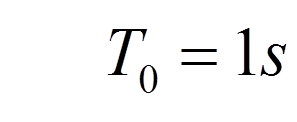 T₀ = 1s